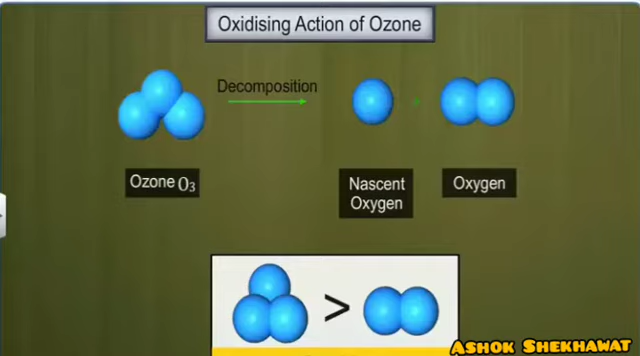 Oxidising Action of Ozone
Decomposition
+
Ozone O₃
Nascent
Oxygen
Oxygen
>
ASHOK SHEKHAWAT